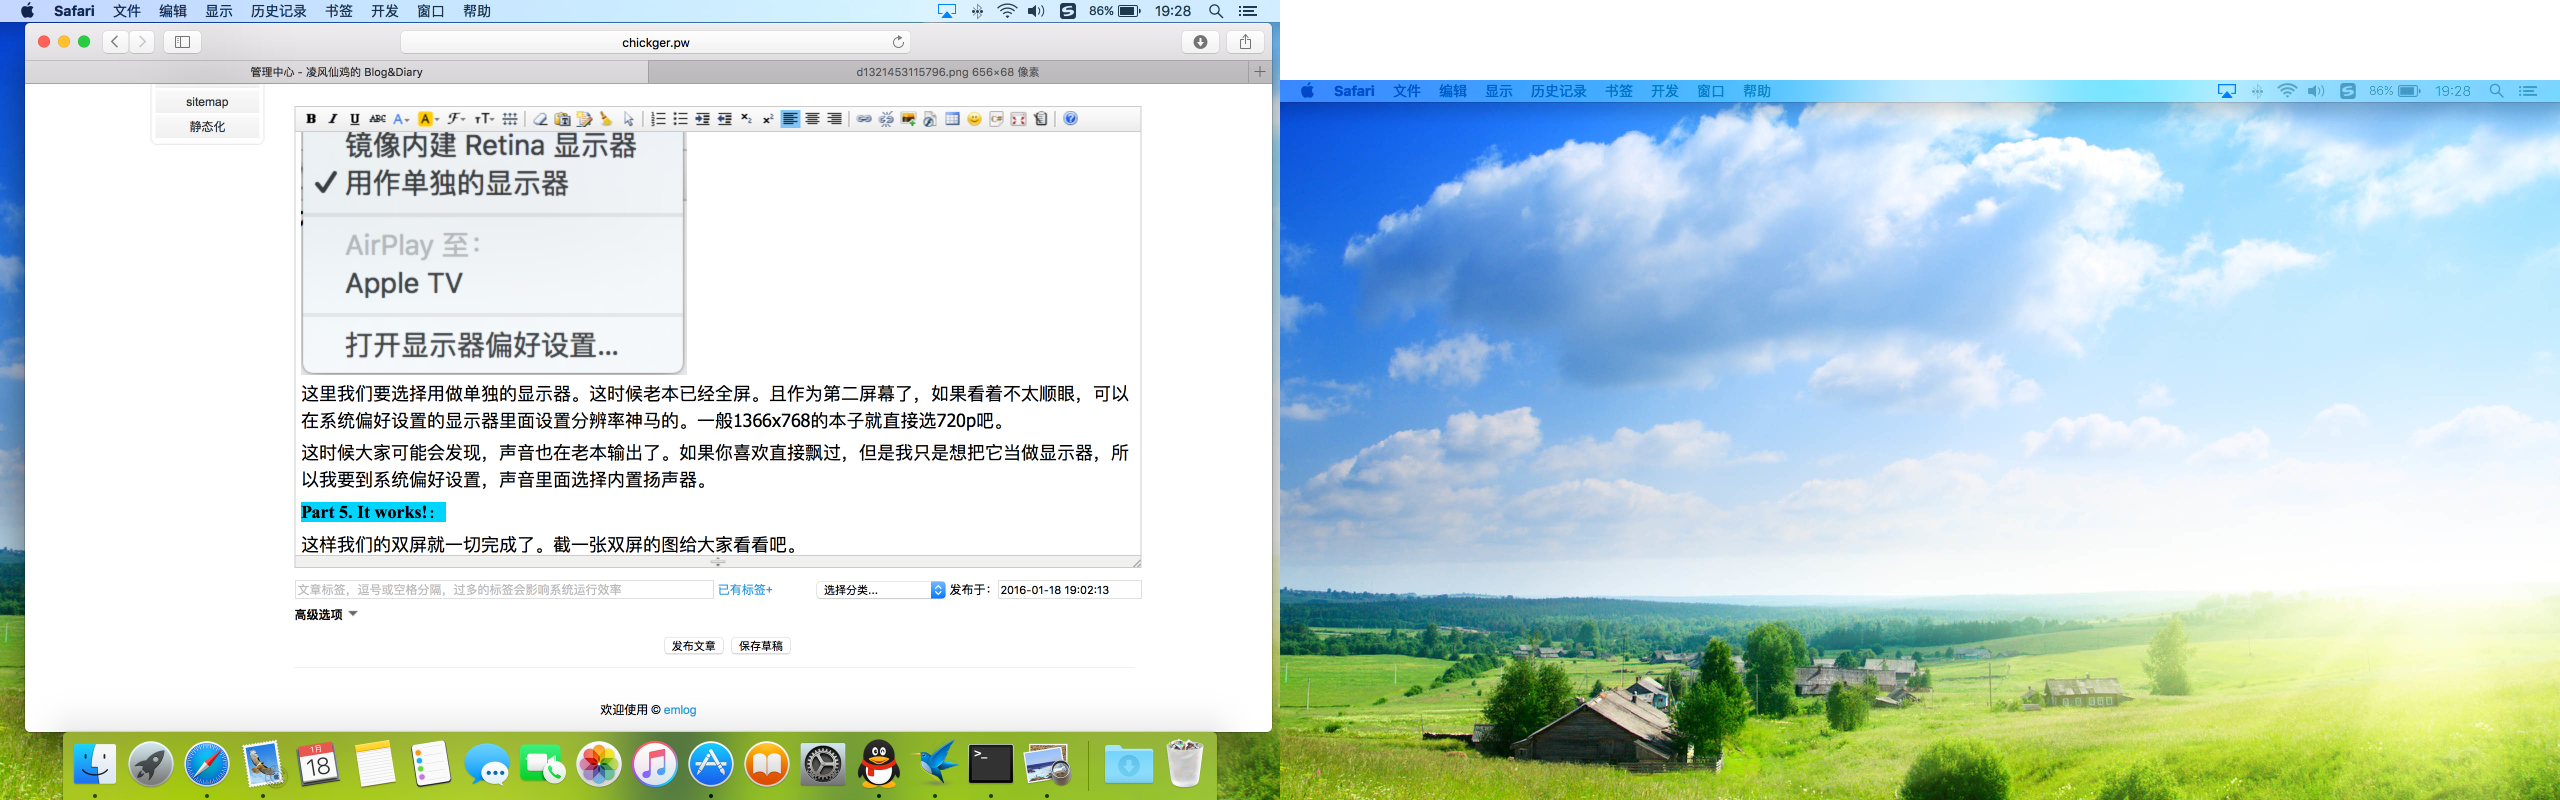 Safari 文件 编辑 显示 历史记录 书签 开发 窗口 帮助 86% 19:28
chickger.pw
管理中心 - 凌风仙鸡的 Blog&Diary
d1321453115796.png 656×68 像素
sitemap
静态化
镜像内建 Retina 显示器
✓ 用作单独的显示器
AirPlay 至：
Apple TV
打开显示器偏好设置...
这里我们要选择用做单独的显示器。这时候老本已经全屏。且作为第二屏幕了，如果看着不太顺眼，可以
在系统偏好设置的显示器里面设置分辨率神马的。一般1366x768的本子就直接选720p吧。
这时候大家可能会发现，声音也在老本输出了。如果你喜欢直接飘过，但是我只是想把它当做显示器，所
以我要到系统偏好设置，声音里面选择内置扬声器。
Part 5. It works!：
这样我们的双屏就一切完成了。截一张双屏的图给大家看看吧。
文章标签，逗号或空格分隔，过多的标签会影响系统运行效率 已有标签+ 选择分类... 发布于： 2016-01-18 19:02:13
高级选项
发布文章 保存草稿
欢迎使用 © emlog
1月
18
Safari 文件 编辑 显示 历史记录 书签 开发 窗口 帮助 86% 19:28